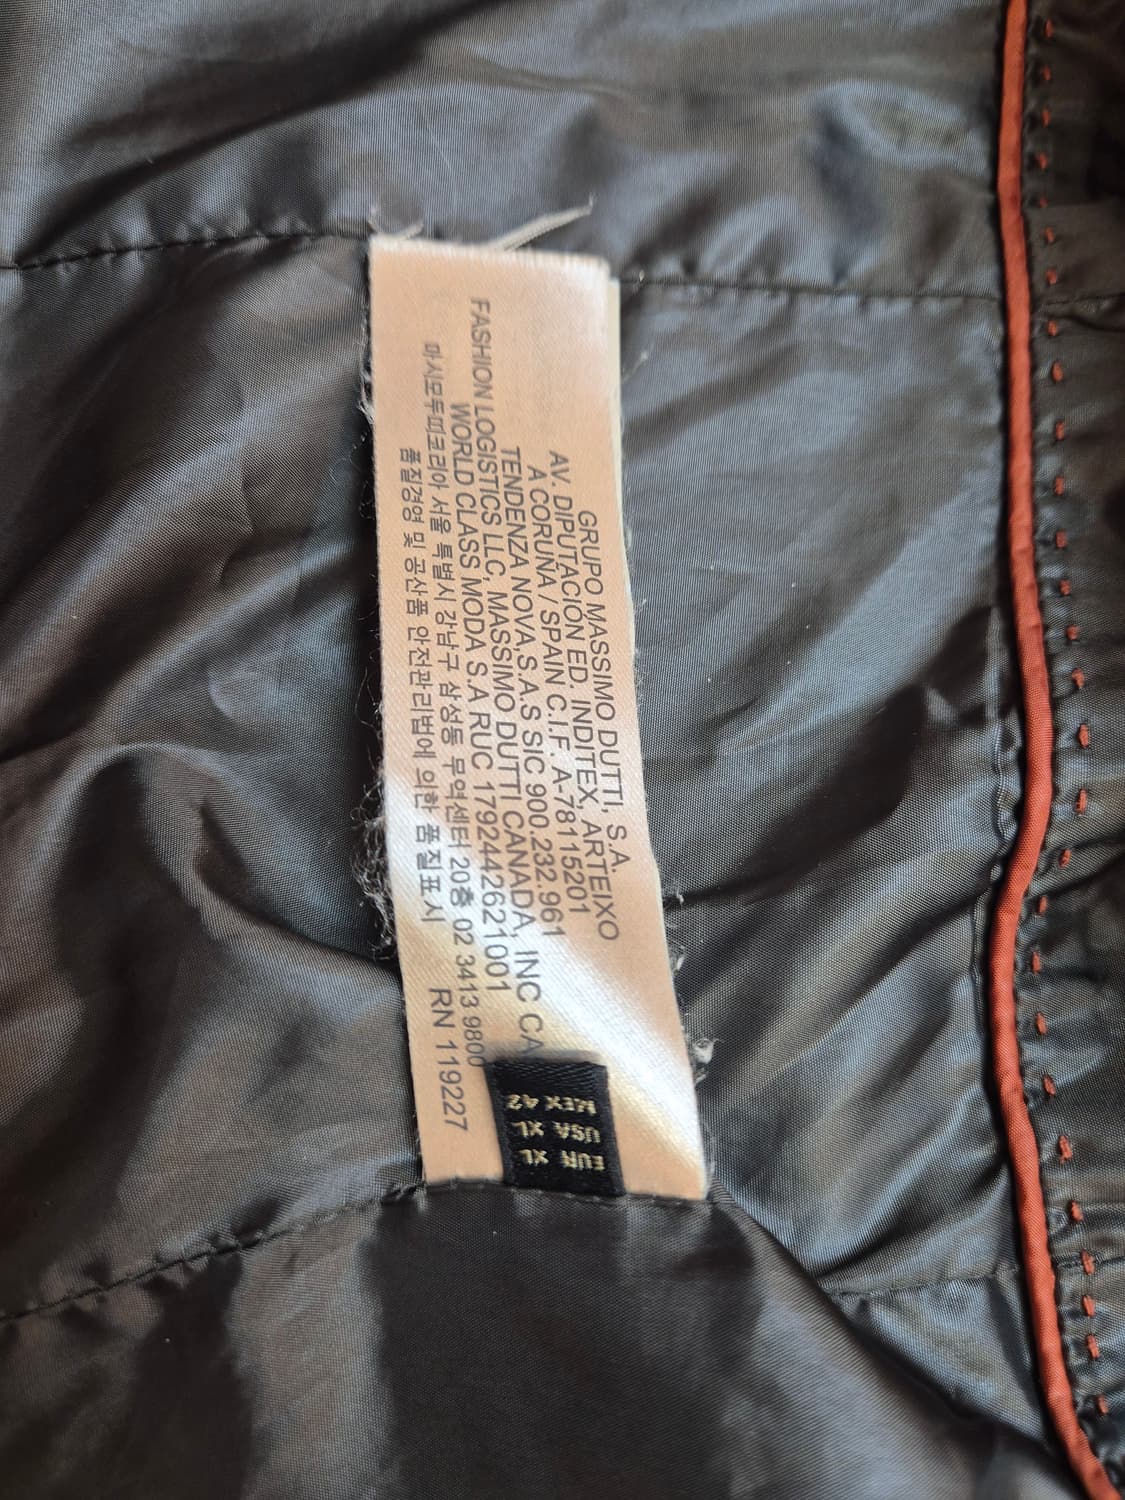 GRUPO MASSIMO DUTTI, S.A.
AV. DIPUTACIÓN ED. INDITEX, ARTEIXO
A CORUÑA / SPAIN C.I.F. A-78115201
TENDENZA NOVA S.A.S SIC 900.232.961
FASHION LOGISTICS LLC, MASSIMO DUTTI CANADA, INC CA
WORLD CLASS MODA S.A RUC 1792442621001
마시모두띠코리아 서울 특별시 강남구 삼성동 무역센터 20층 02 3413 9800
품질경영 및 공산품 안전관리법에 의한 품질표시 RN 119227
EUR XL
USA XL
MEX 42